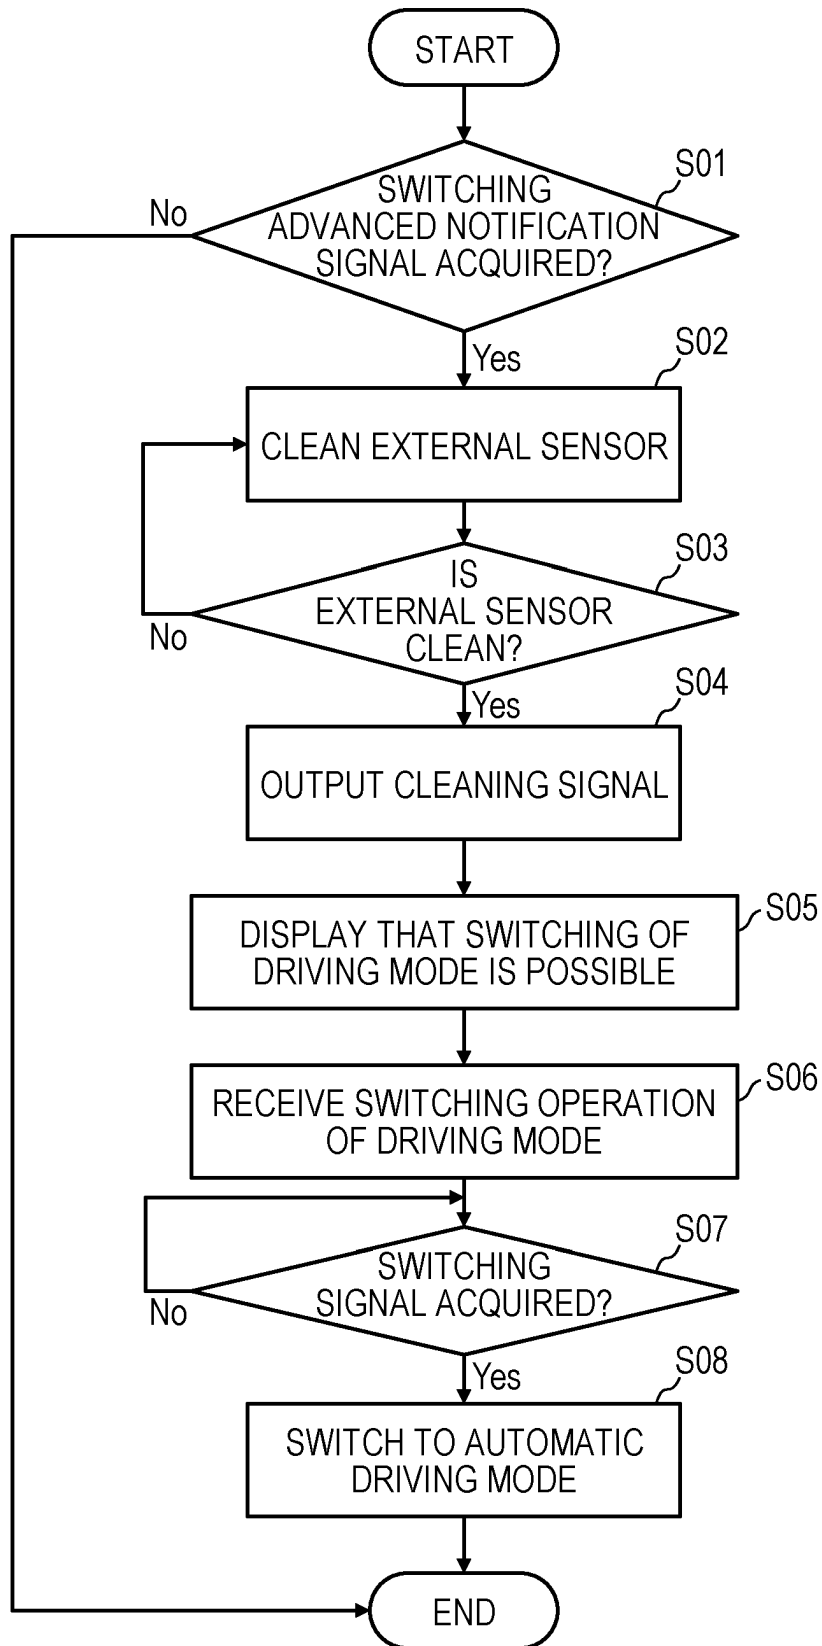 START
S01
SWITCHING
ADVANCED NOTIFICATION
SIGNAL ACQUIRED?
No
Yes
S02
CLEAN EXTERNAL SENSOR
S03
IS
EXTERNAL SENSOR
CLEAN?
No
Yes
S04
OUTPUT CLEANING SIGNAL
S05
DISPLAY THAT SWITCHING OF
DRIVING MODE IS POSSIBLE
S06
RECEIVE SWITCHING OPERATION
OF DRIVING MODE
S07
SWITCHING
SIGNAL ACQUIRED?
No
Yes
S08
SWITCH TO AUTOMATIC
DRIVING MODE
END